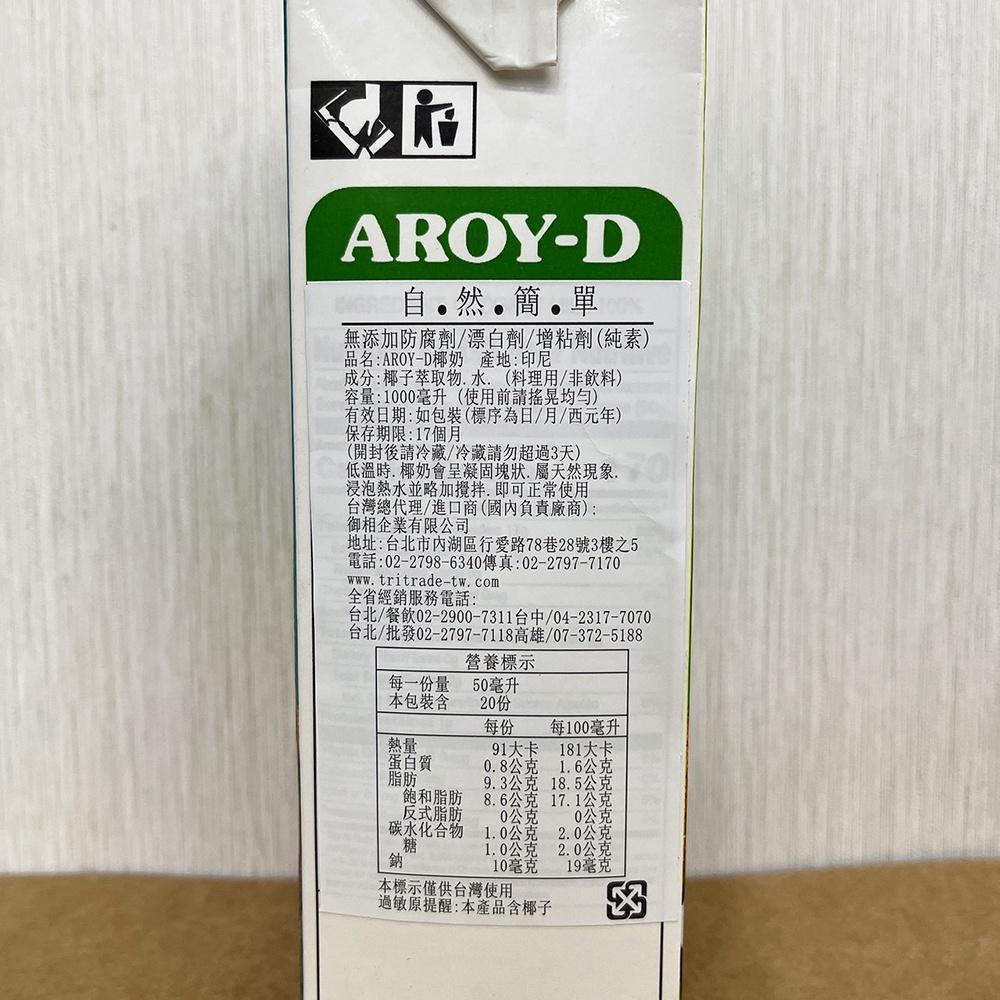 AROY-D
自．然．簡．單
無添加防腐劑/漂白劑/增粘劑(純素)
品名:AROY-D椰奶 產地:印尼
成分:椰子萃取物.水.(料理用/非飲料)
容量:1000毫升 (使用前請搖晃均勻)
有效日期:如包裝(標序為日/月/西元年)
保存期限:17個月
(開封後請冷藏/冷藏請勿超過3天)
低溫時.椰奶會呈凝固塊狀.屬天然現象.
浸泡熱水並略加攪拌.即可正常使用
台灣總代理/進口商(國內負責廠商):
御相企業有限公司
地址:台北市內湖區行愛路78巷28號3樓之5
電話:02-2798-6340傳真:02-2797-7170
www.tritrade-tw.com
全省經銷服務電話:
台北/餐飲02-2900-7311台中/04-2317-7070
台北/批發02-2797-7118高雄/07-372-5188
營養標示
每一份量 50毫升
本包裝含 20份
每份 每100毫升
熱量 91大卡 181大卡
蛋白質 0.8公克 1.6公克
脂肪 9.3公克 18.5公克
飽和脂肪 8.6公克 17.1公克
反式脂肪 0公克 0公克
碳水化合物 1.0公克 2.0公克
糖 1.0公克 2.0公克
鈉 10毫克 19毫克
本標示僅供台灣使用
過敏原提醒:本產品含椰子